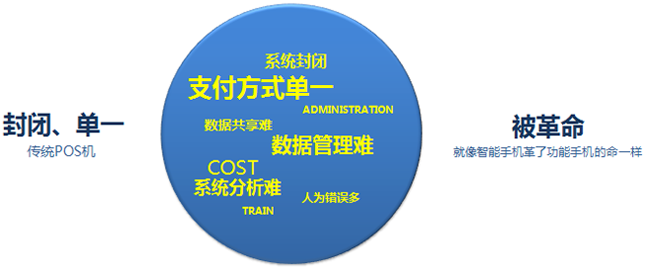 封闭、单一
传统POS机
系统封闭
支付方式单一
ADMINISTRATION
数据共享难
数据管理难
COST
系统分析难
人为错误多
TRAIN
被革命
就像智能手机革了功能手机的命一样